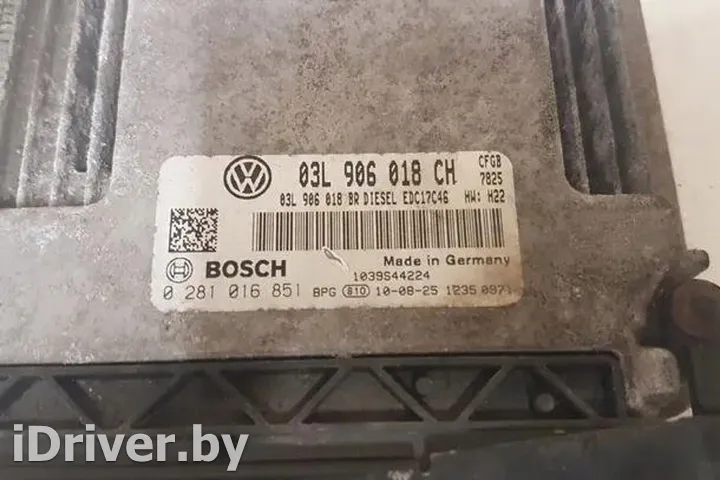 03L 906 018 CH
CFGB
7825
03L 906 018 BR DIESEL EDC17C46
HW: H22
BOSCH
Made in Germany
1039S44224
0 281 016 851
BPG 810 10-08-25 1235
iDriver.by